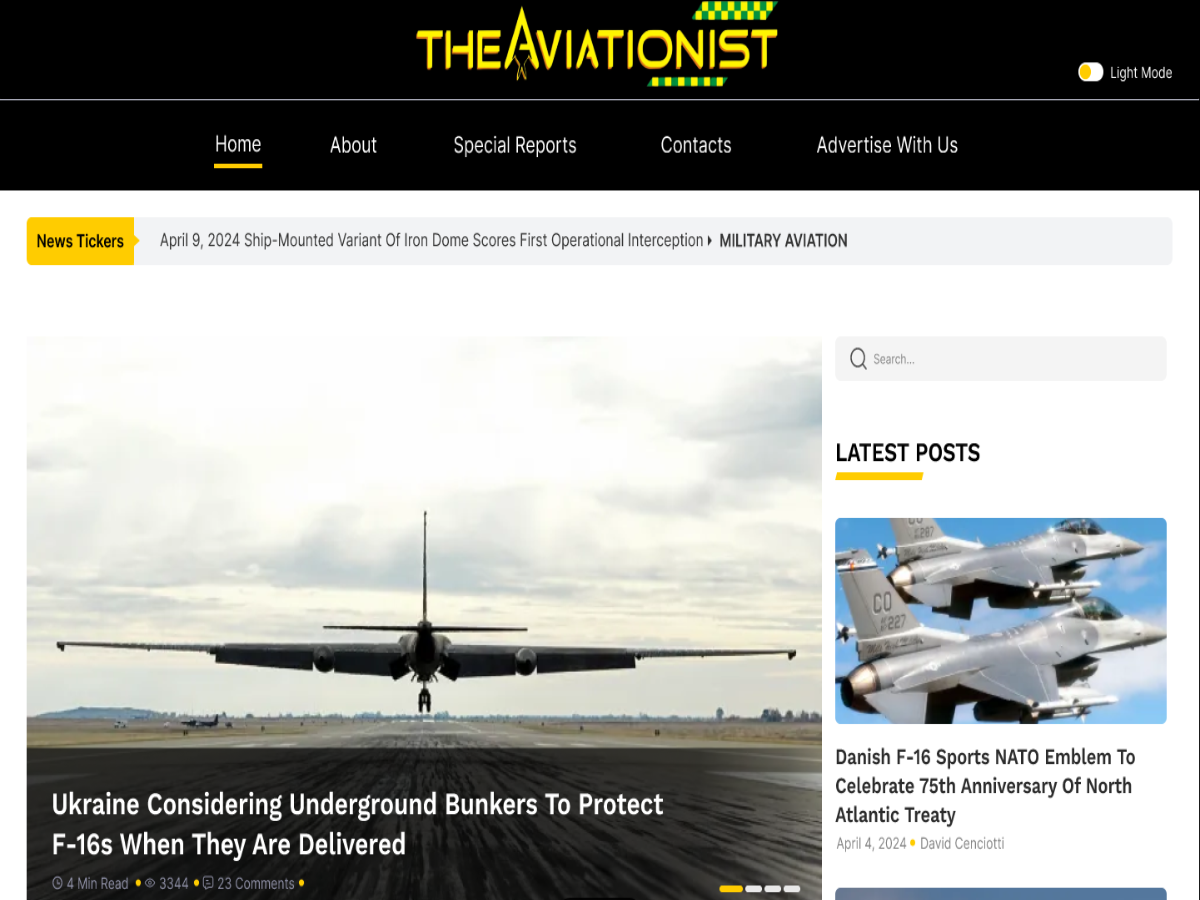 THEAVIATIONIST
Light Mode
Home About Special Reports Contacts Advertise With Us
News Tickers April 9, 2024 Ship-Mounted Variant Of Iron Dome Scores First Operational Interception MILITARY AVIATION
Search...
LATEST POSTS
CO
287
CO
227
Danish F-16 Sports NATO Emblem To
Celebrate 75th Anniversary Of North
Atlantic Treaty
April 4, 2024 • David Cenciotti
Ukraine Considering Underground Bunkers To Protect
F-16s When They Are Delivered
4 Min Read • 3344 • 23 Comments •